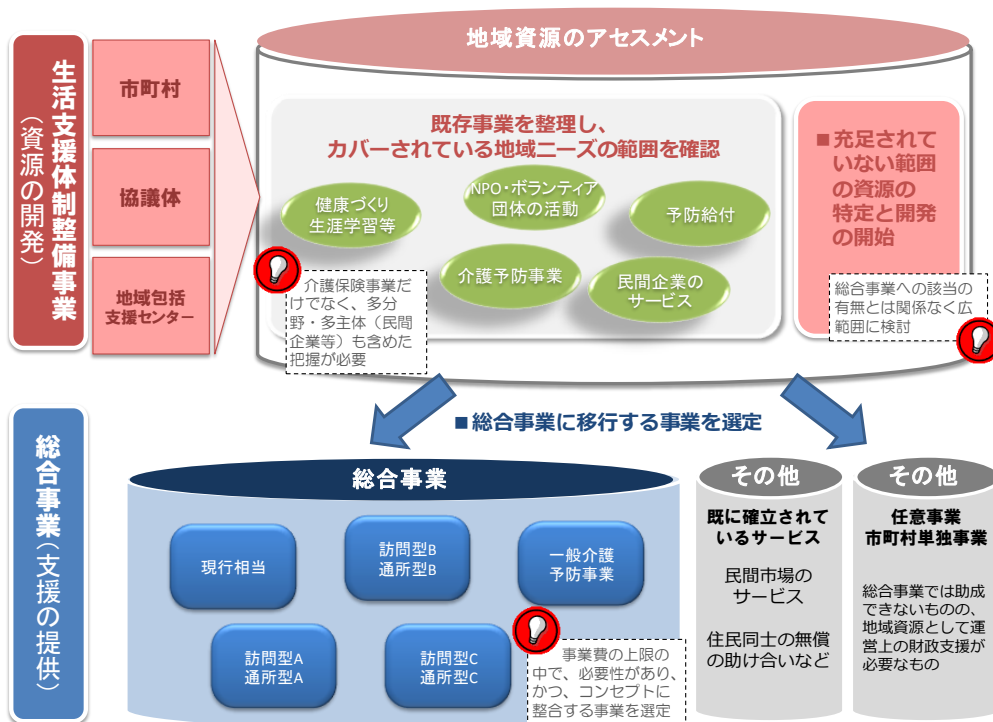 生活支援体制整備事業
（資源の開発）
市町村
協議体
地域包括
支援センター
地域資源のアセスメント
既存事業を整理し、
カバーされている地域ニーズの範囲を確認
健康づくり
生涯学習等
NPO・ボランティア
団体の活動
予防給付
介護予防事業
民間企業の
サービス
介護保険事業だ
けでなく、多分
野・多主体（民間
企業等）も含めた
把握が必要
■充足されて
いない範囲
の資源の
特定と開発
の開始
総合事業への該当の
有無とは関係なく広
範囲に検討
■総合事業に移行する事業を選定
総合事業（支援の提供）
総合事業
現行相当
訪問型B
通所型B
一般介護
予防事業
訪問型A
通所型A
訪問型C
通所型C
事業費の上限の
中で、必要性があり、
かつ、コンセプトに
整合する事業を選定
その他
既に確立されて
いるサービス
民間市場の
サービス
住民同士の無償
の助け合いなど
その他
任意事業
市町村単独事業
総合事業では助成
できないものの、
地域資源として運
営上の財政支援が
必要なもの